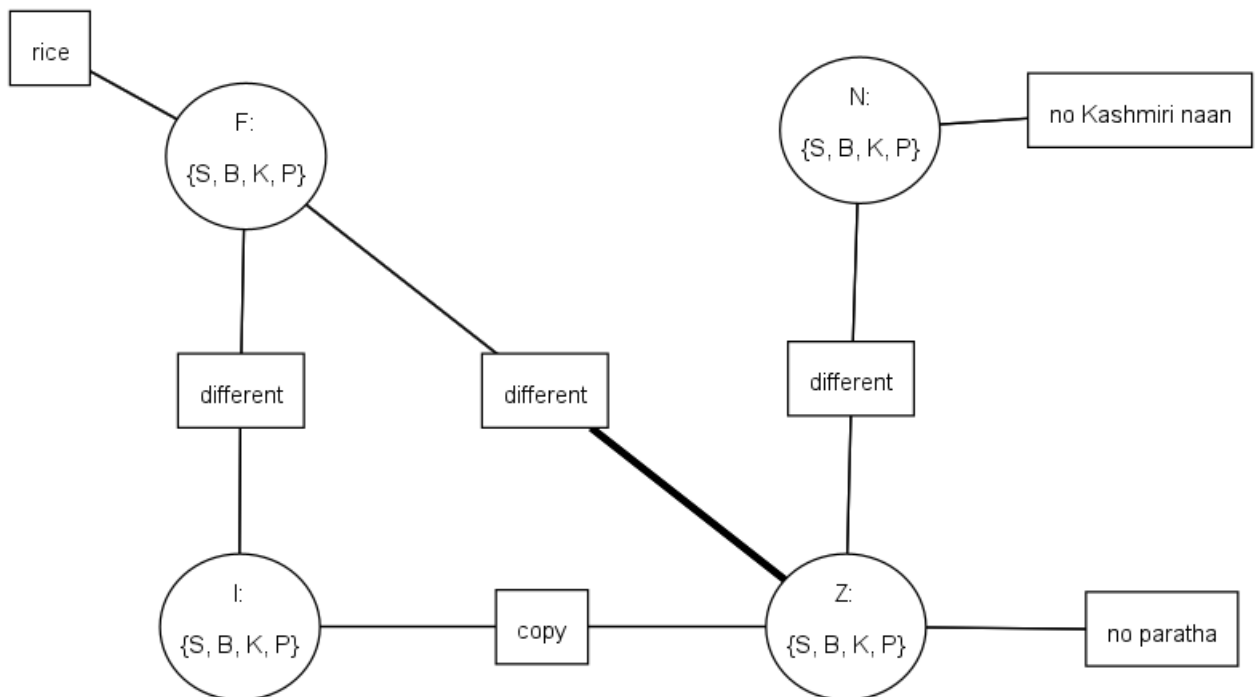 rice
F:
{S, B, K, P}
N:
{S, B, K, P}
no Kashmiri naan
different
different
different
I:
{S, B, K, P}
copy
Z:
{S, B, K, P}
no paratha